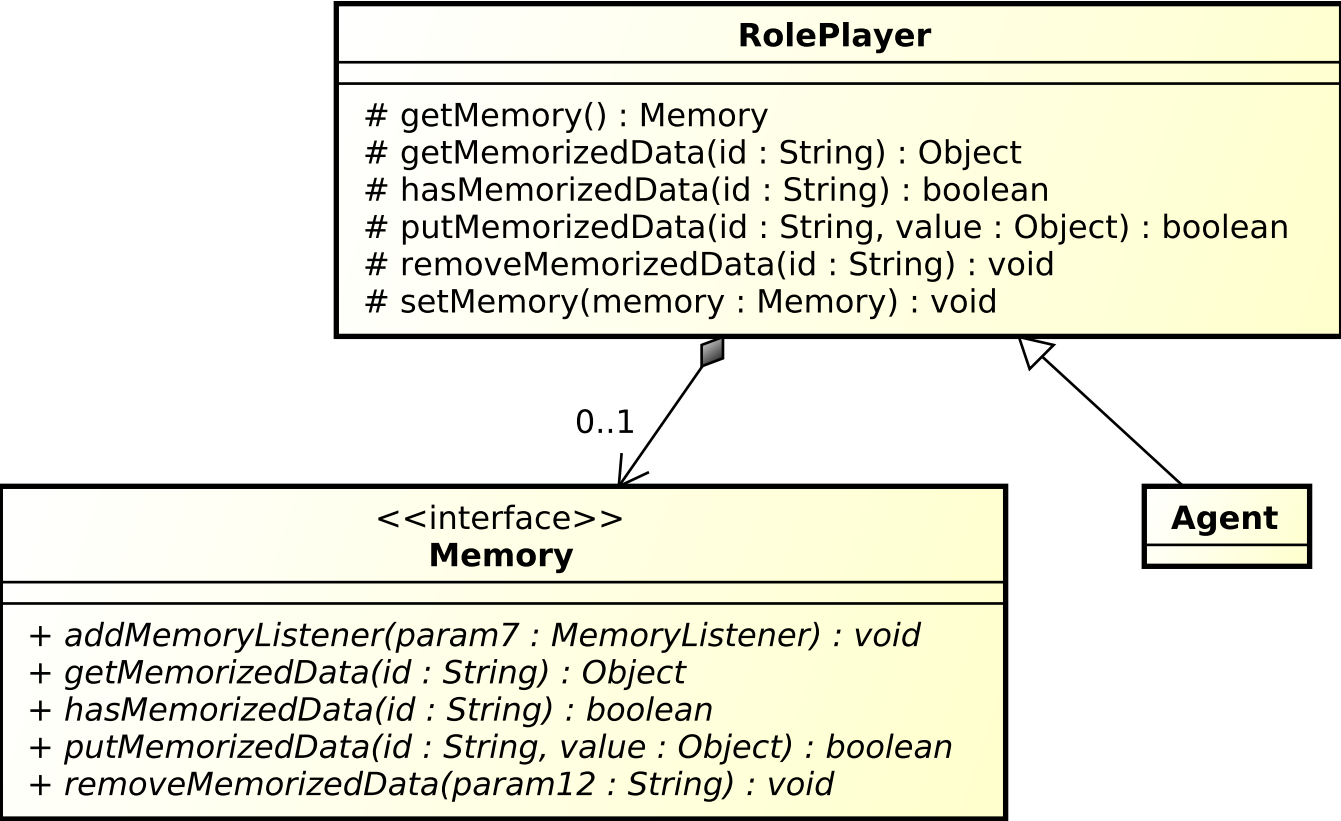 RolePlayer
# getMemory() : Memory
# getMemorizedData(id : String) : Object
# hasMemorizedData(id : String) : boolean
# putMemorizedData(id : String, value : Object) : boolean
# removeMemorizedData(id : String) : void
# setMemory(memory : Memory) : void
0..1
<<interface>>
Memory
+ addMemoryListener(param7 : MemoryListener) : void
+ getMemorizedData(id : String) : Object
+ hasMemorizedData(id : String) : boolean
+ putMemorizedData(id : String, value : Object) : boolean
+ removeMemorizedData(param12 : String) : void
Agent